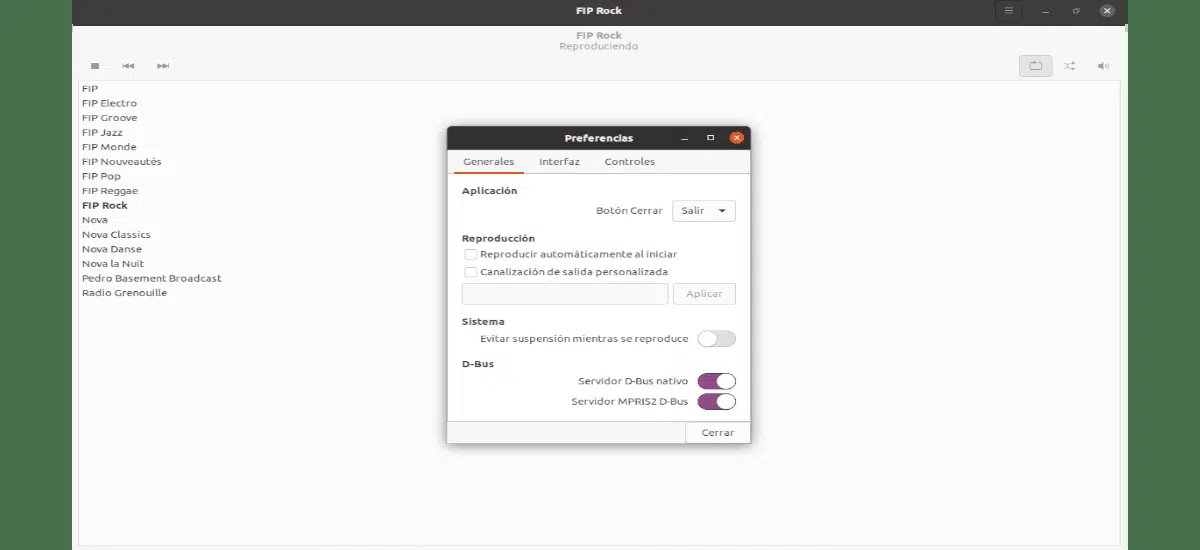 FIP Rock
FIP Rock
Reproduciendo
FIP
FIP Electro
FIP Groove
FIP Jazz
FIP Monde
FIP Nouveautés
FIP Pop
FIP Reggae
FIP Rock
Nova
Nova Classics
Nova Danse
Nova la Nuit
Pedro Basement Broadcast
Radio Grenouille
Preferencias
Generales Interfaz Controles
Aplicación
Botón Cerrar Salir
Reproducción
Reproducir automáticamente al iniciar
Canalización de salida personalizada
Aplicar
Sistema
Evitar suspensión mientras se reproduce
D-Bus
Servidor D-Bus nativo
Servidor MPRIS2 D-Bus
Cerrar